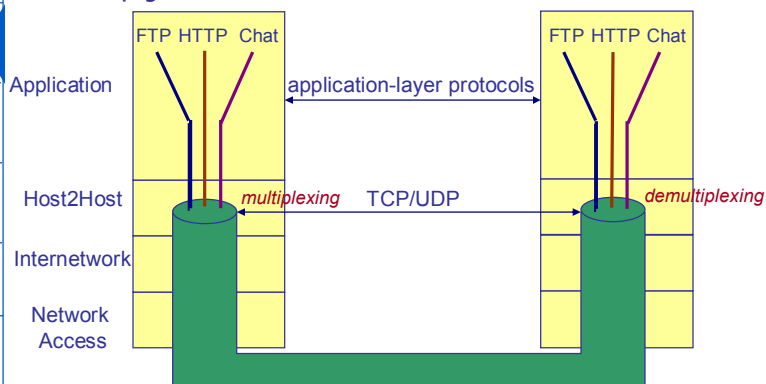 FTP HTTP Chat
FTP HTTP Chat
Application
application-layer protocols
Host2Host
multiplexing
TCP/UDP
demultiplexing
Internetwork
Network
Access